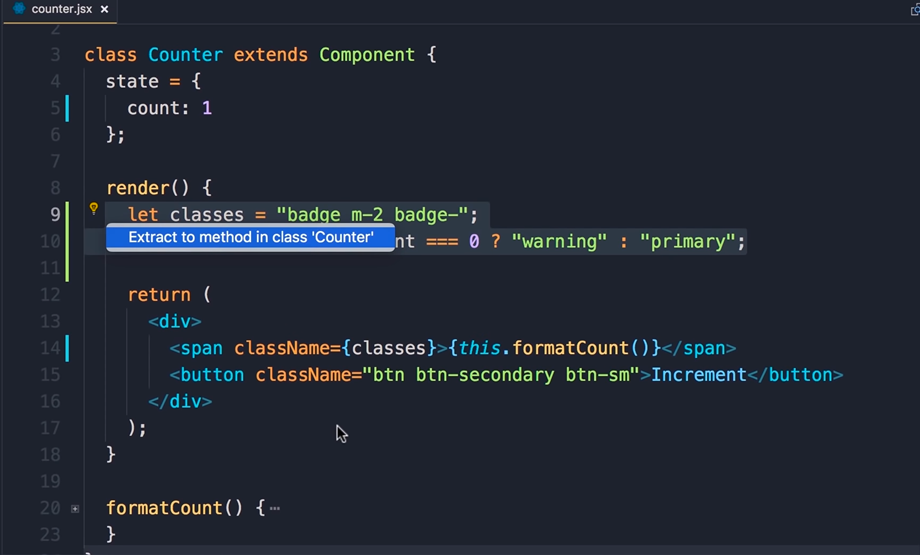 counter.jsx ×
2
3 class Counter extends Component {
4 state = {
5 count: 1
6 };
7
8 render() {
9 let classes = "badge m-2 badge-";
Extract to method in class 'Counter'
10 nt === 0 ? "warning" : "primary";
11
12 return (
13 <div>
14 <span className={classes}>{this.formatCount()}</span>
15 <button className="btn btn-secondary btn-sm">Increment</button>
16 </div>
17 );
18 }
19
20 formatCount() {⋯
23 }